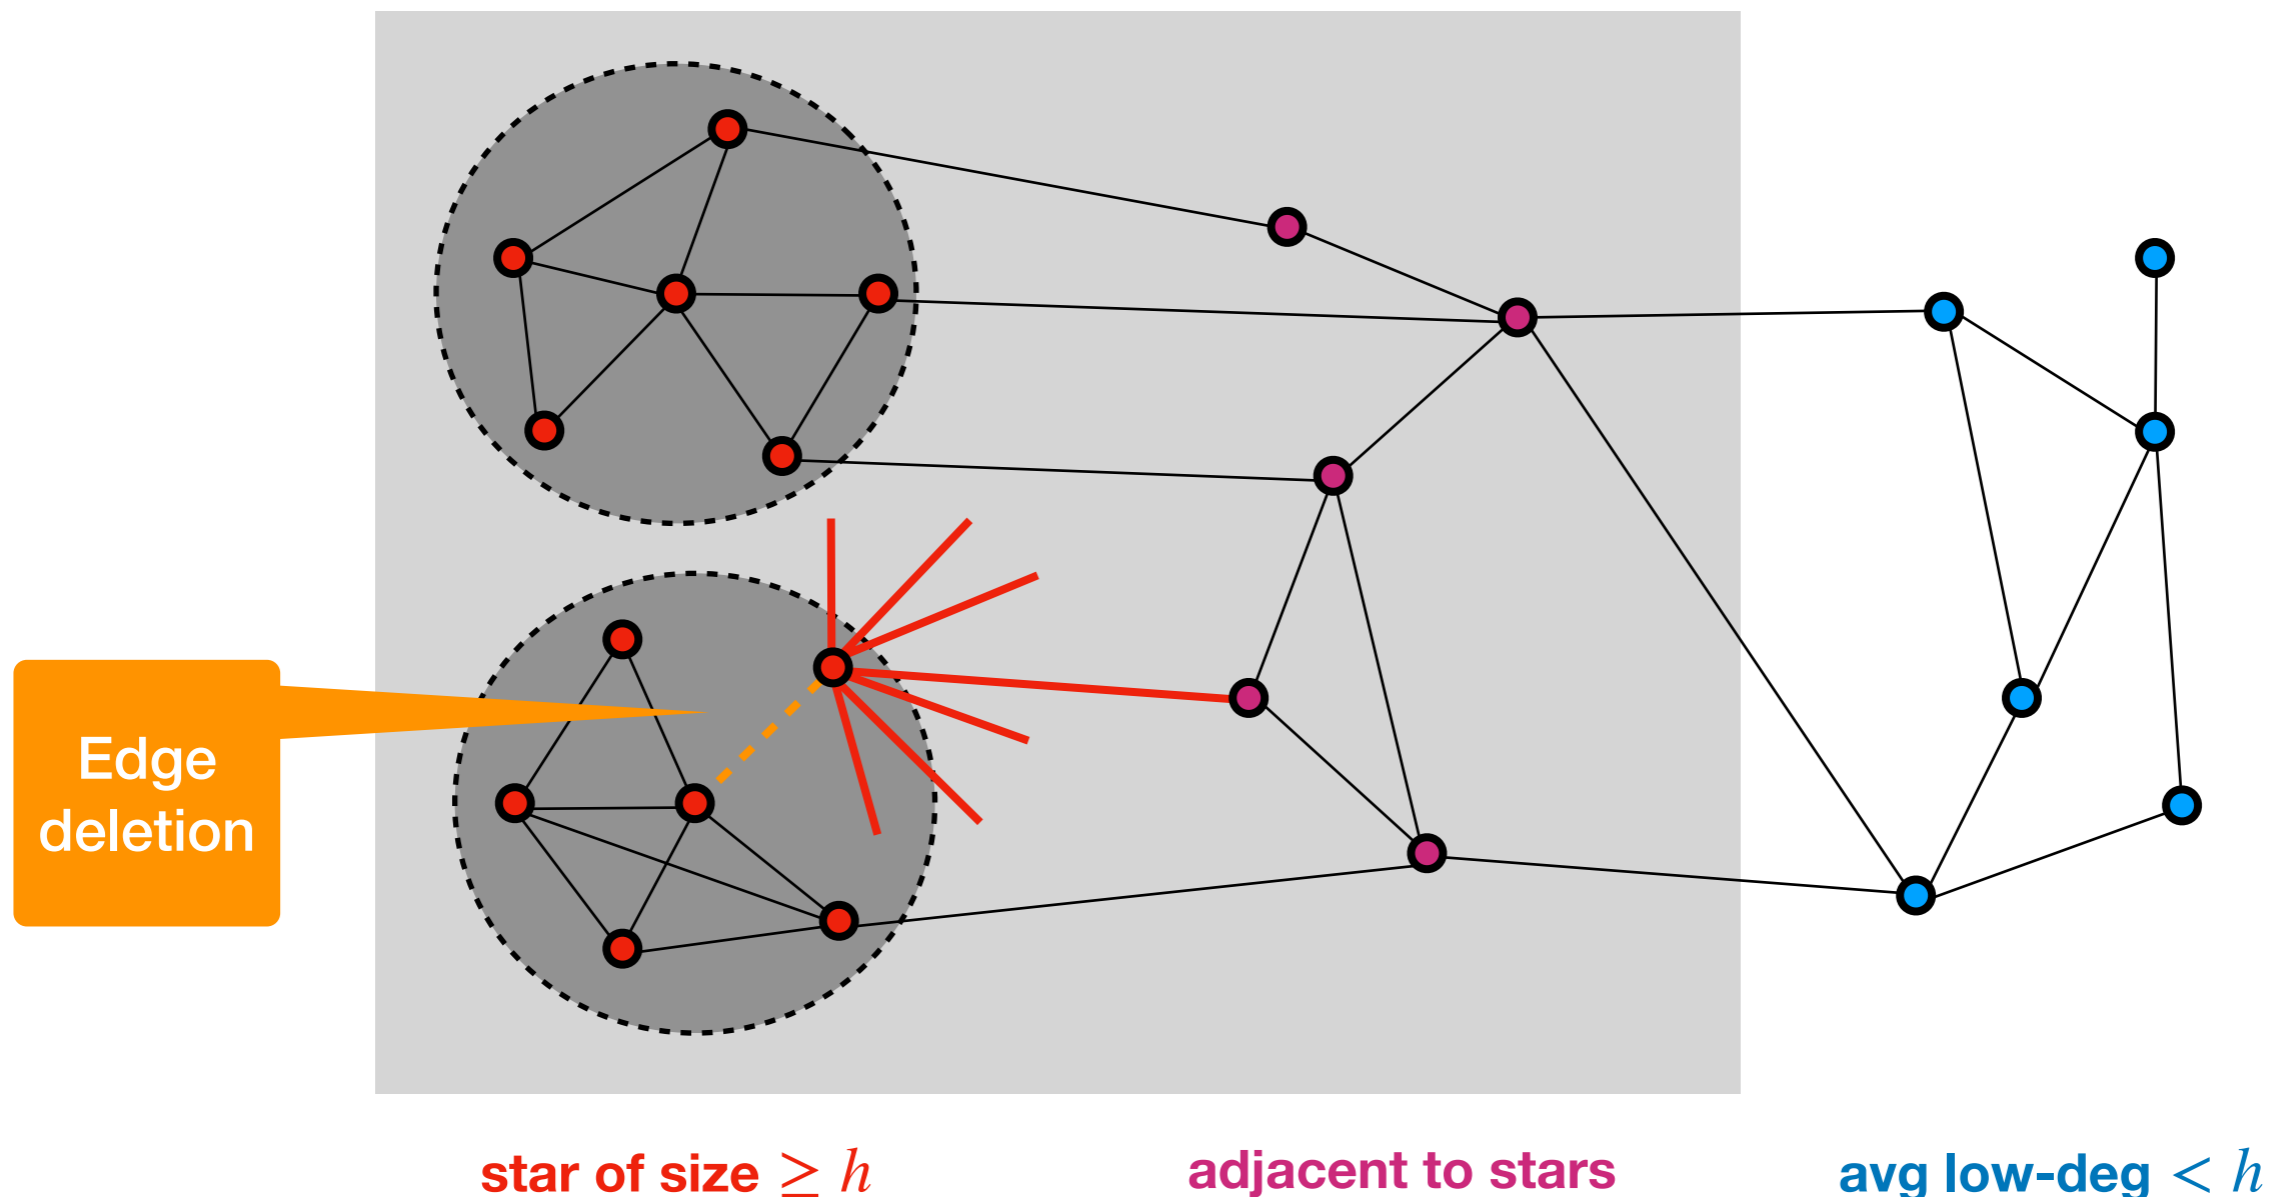 Edge
deletion
star of size ≥ h
adjacent to stars
avg low-deg < h